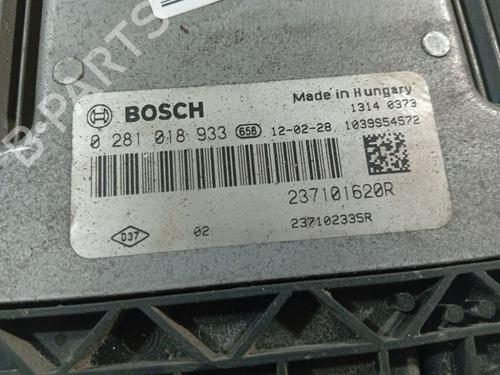 B-PARTS
BOSCH
Made in Hungary
1314 0373
0 281 018 933 658 12-02-28 1039S54572
237101620R
D37 02 237102335R